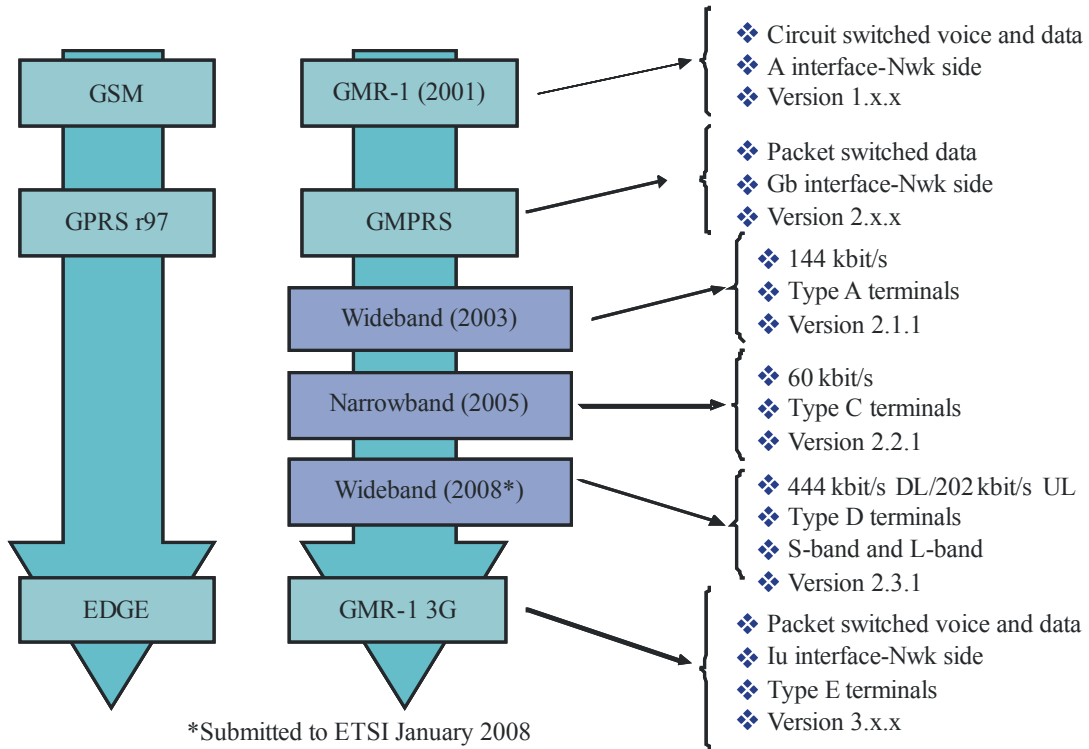 GSM
GPRS r97
EDGE
GMR-1 (2001)
GMPRS
Wideband (2003)
Narrowband (2005)
Wideband (2008*)
GMR-1 3G
Circuit switched voice and data
A interface-Nwk side
Version 1.x.x
Packet switched data
Gb interface-Nwk side
Version 2.x.x
144 kbit/s
Type A terminals
Version 2.1.1
60 kbit/s
Type C terminals
Version 2.2.1
444 kbit/s DL/202 kbit/s UL
Type D terminals
S-band and L-band
Version 2.3.1
Packet switched voice and data
Iu interface-Nwk side
Type E terminals
Version 3.x.x
*Submitted to ETSI January 2008